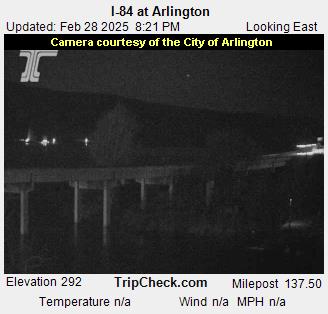 I-84 at Arlington
Updated: Feb 28 2025 8:21 PM Looking East
Camera courtesy of the City of Arlington
Elevation 292 TripCheck.com Milepost 137.50
Temperature n/a Wind n/a MPH n/a